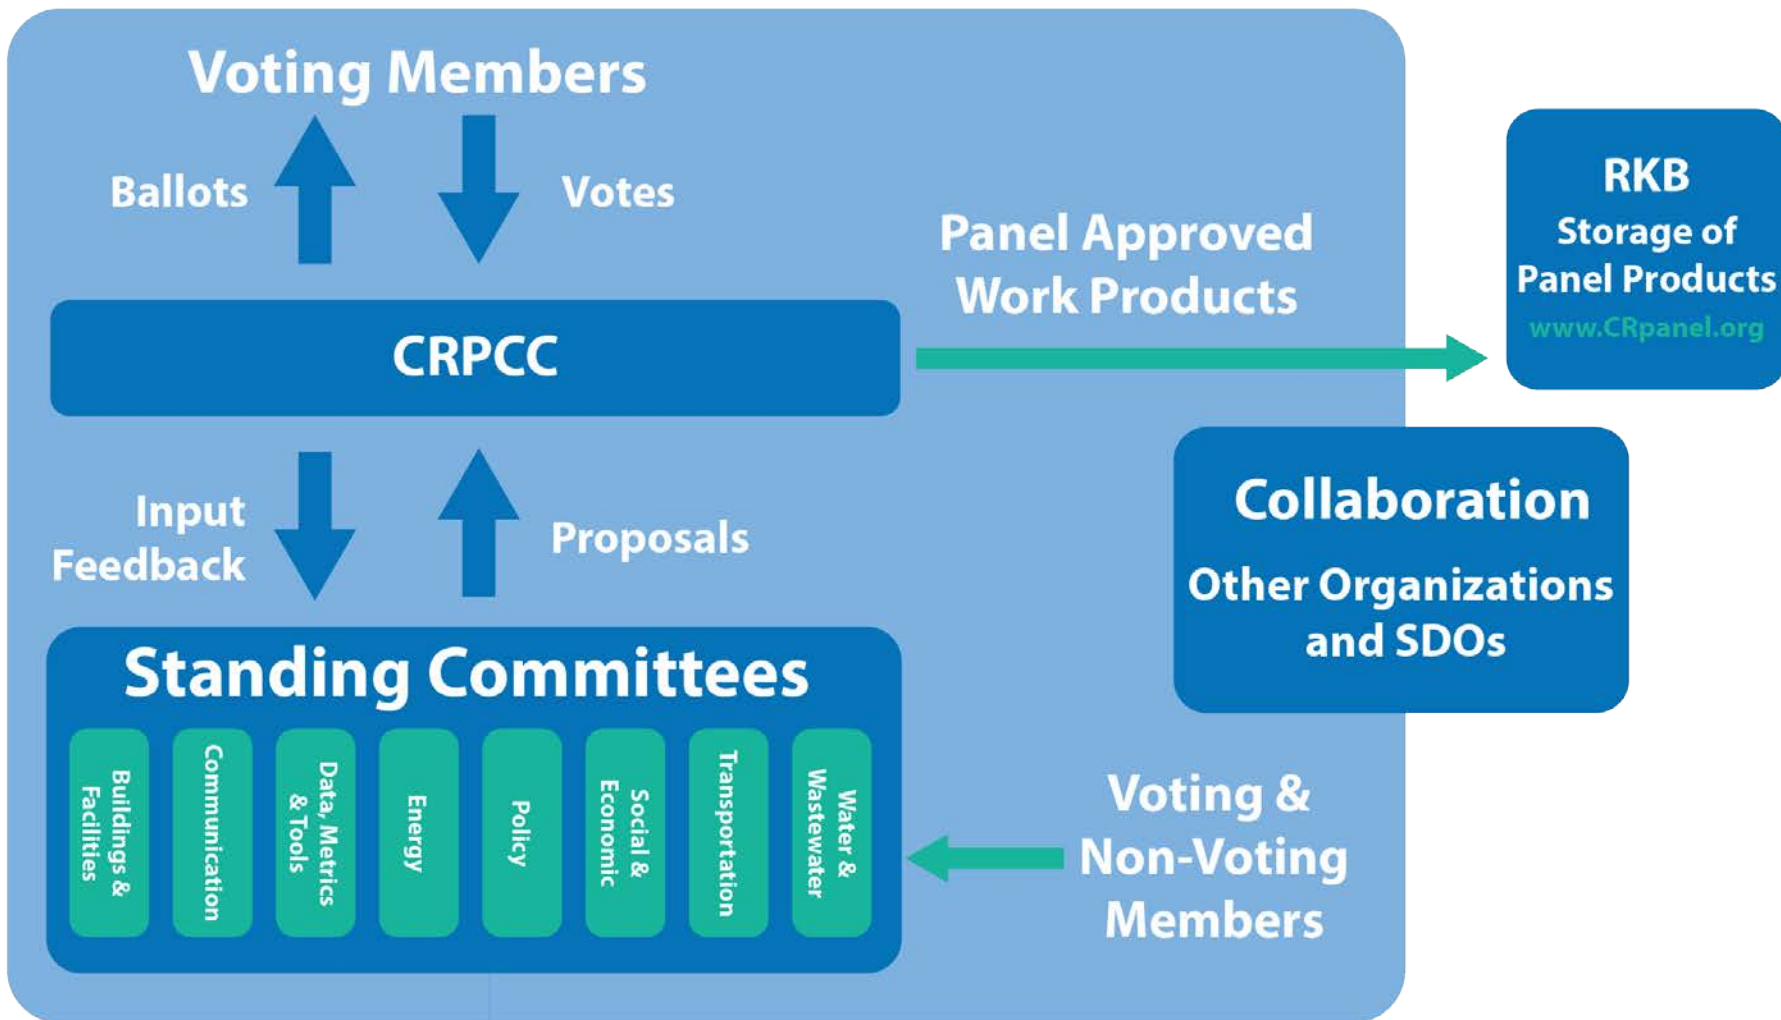 Voting Members
Ballots
Votes
CRPCC
Panel Approved
Work Products
RKB
Storage of
Panel Products
www.CRpanel.org
Input
Feedback
Proposals
Collaboration
Other Organizations
and SDOs
Standing Committees
Buildings &
Facilities
Communication
Data, Metrics
& Tools
Energy
Policy
Social &
Economic
Transportation
Water &
Wastewater
Voting &
Non-Voting
Members